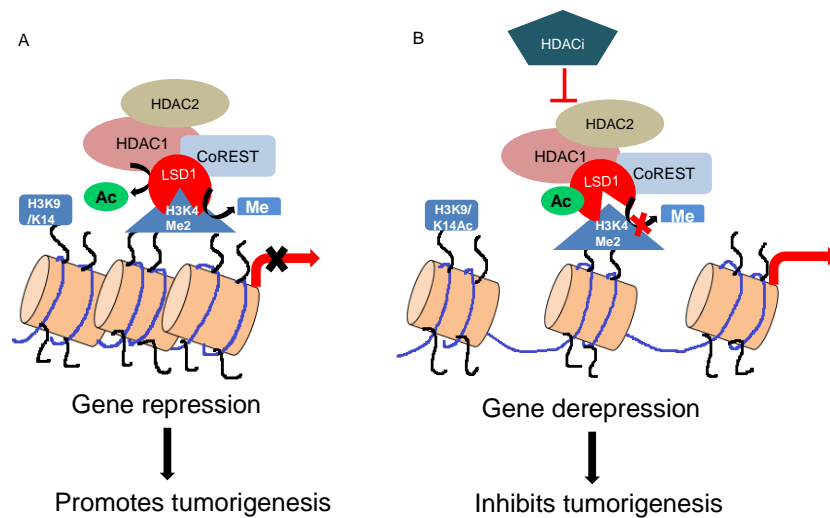 A
HDAC2
HDAC1
CoREST
LSD1
Ac
H3K9
/K14
H3K4
Me2
Me
Gene repression
Promotes tumorigenesis
B
HDACi
HDAC2
HDAC1
CoREST
LSD1
Ac
H3K9/
K14Ac
H3K4
Me2
Me
Gene derepression
Inhibits tumorigenesis